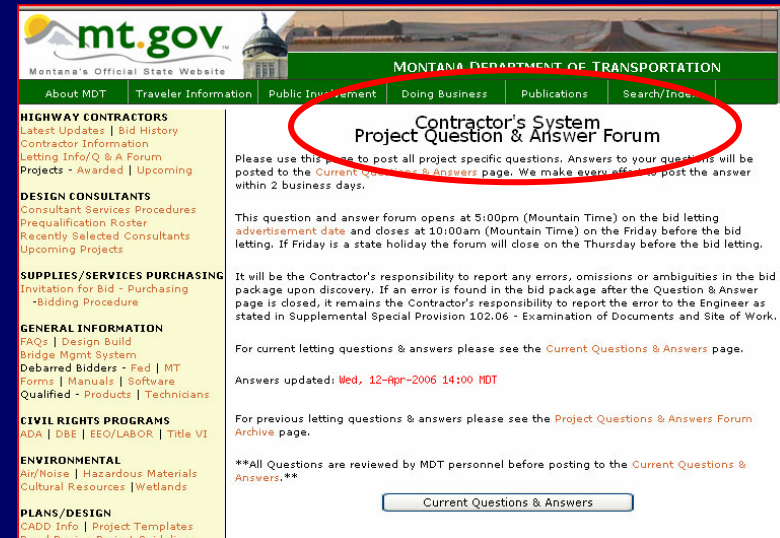 mt.gov
Montana's Official State Website
MONTANA DEPARTMENT OF TRANSPORTATION
About MDT
Traveler Information
Public Involvement
Doing Business
Publications
Search/Index
HIGHWAY CONTRACTORS
Latest Updates | Bid History
Contractor Information
Letting Info/Q & A
Forum
Projects - Awarded | Upcoming
DESIGN CONSULTANTS
Consultant Services Procedures
Prequalification Roster
Recently Selected Consultants
Upcoming Projects
SUPPLIES/SERVICES PURCHASING
Invitation for Bid - Purchasing
-Bidding Procedure
GENERAL INFORMATION
FAQs | Design Build
Bridge Mgmt System
Debarred Bidders - Fed | MT
Forms | Manuals | Software
Qualified - Products | Technicians
CIVIL RIGHTS PROGRAMS
ADA | DBE | EEO/LABOR | Title VI
ENVIRONMENTAL
Air/Noise | Hazardous Materials
Cultural Resources |Wetlands
PLANS/DESIGN
CADD Info | Project Templates
Contractor's System
Project Question & Answer Forum
Please use this page to post all project specific questions. Answers to your questions will be
posted to the Current Questions & Answers page. We make every effort to post the answer
within 2 business days.
This question and answer forum opens at 5:00pm (Mountain Time) on the bid letting
advertisement date and closes at 10:00am (Mountain Time) on the Friday before the bid
letting. If Friday is a state holiday the forum will close on the Thursday before the bid letting.
It will be the Contractor's responsibility to report any errors, omissions or ambiguities in the bid
package upon discovery. If an error is found in the bid package after the Question & Answer
page is closed, it remains the Contractor's responsibility to report the error to the Engineer as
stated in Supplemental Special Provision 102.06 - Examination of Documents and Site of Work.
For current letting questions & answers please see the Current Questions & Answers page.
Answers updated: Wed, 12-Apr-2006 14:00 MDT
For previous letting questions & answers please see the Project Questions & Answers Forum
Archive page.
**All Questions are reviewed by MDT personnel before posting to the Current Questions &
Answers.**
Current Questions & Answers